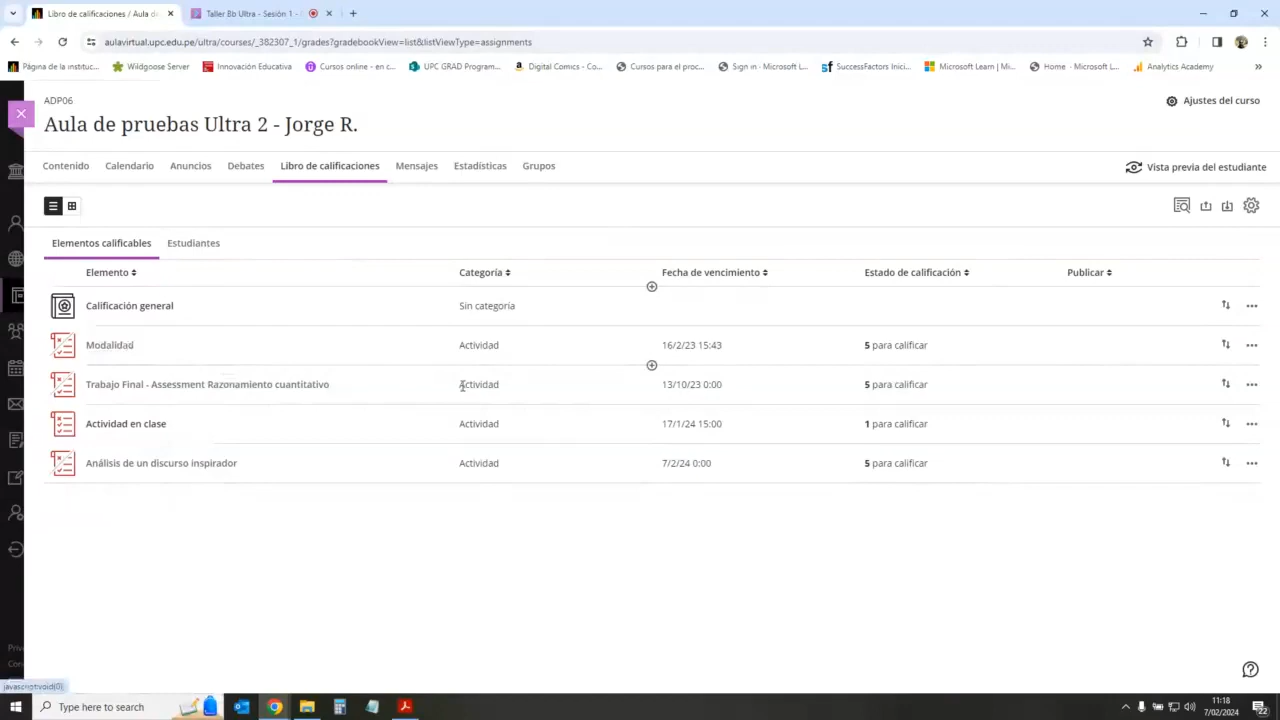 Libro de calificaciones / Aula de
Taller Bb Ultra - Sesión 1 -
aulavirtual.upc.edu.pe/ultra/courses/_382307_1/grades?gradebookView=list&listViewType=assignments
Página de la instituc...
Wildgoose Server
Innovación Educativa
Cursos online - en c...
UPC GRAD Program...
Digital Comics - Co...
Cursos para el proc...
Sign in · Microsoft L...
SuccessFactors Inici...
Microsoft Learn | Mi...
Home · Microsoft L...
Analytics Academy
»
ADP06
Ajustes del curso
Aula de pruebas Ultra 2 - Jorge R.
Contenido
Calendario
Anuncios
Debates
Libro de calificaciones
Mensajes
Estadísticas
Grupos
Vista previa del estudiante
Elementos calificables
Estudiantes
Elemento
Categoría
Fecha de vencimiento
Estado de calificación
Publicar
Calificación general
Sin categoría
Modalidad
Actividad
16/2/23 15:43
5 para calificar
Trabajo Final - Assessment Razonamiento cuantitativo
Actividad
13/10/23 0:00
5 para calificar
Actividad en clase
Actividad
17/1/24 15:00
1 para calificar
Análisis de un discurso inspirador
Actividad
7/2/24 0:00
5 para calificar
Priv
Con
javascript:void(0)
Type here to search
11:18
7/02/2024
22